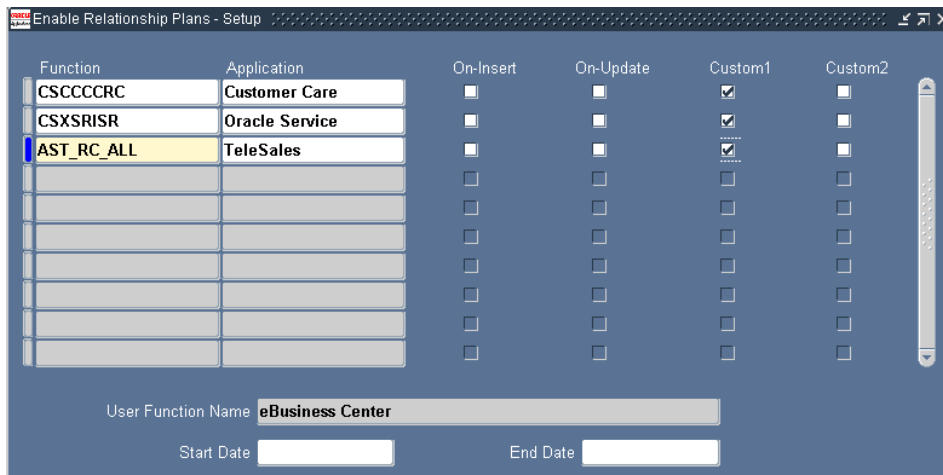 Enable Relationship Plans - Setup
Function Application On-Insert On-Update Custom1 Custom2
CSCCCCRC Customer Care
CSXSRISR Oracle Service
AST_RC_ALL TeleSales
User Function Name eBusiness Center
Start Date End Date